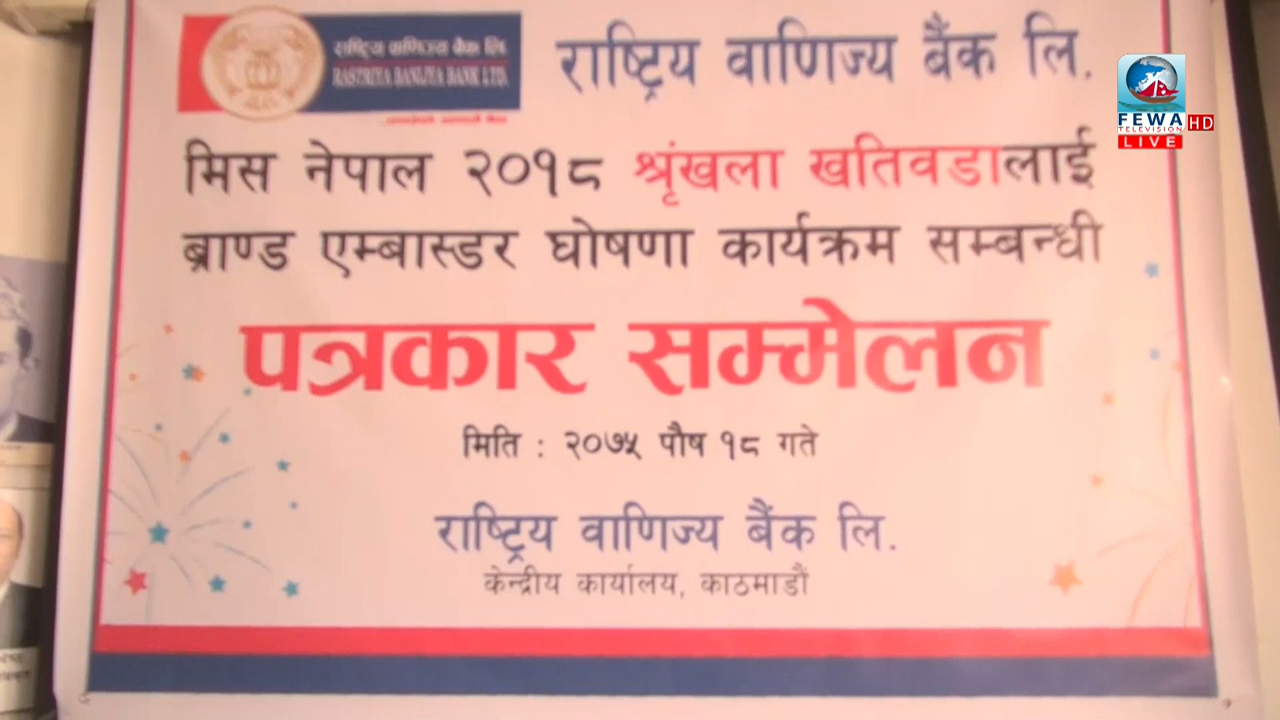 राष्ट्रिय वाणिज्य बैंक लि.
RASTRIYA BANIJYA BANK LTD.
राष्ट्रिय वाणिज्य बैंक लि.
FEWA HD
TELEVISION
LIVE
मिस नेपाल २०१८ श्रृंखला खतिवडालाई
ब्राण्ड एम्बास्डर घोषणा कार्यक्रम सम्बन्धी
पत्रकार सम्मेलन
मिति : २०७५ पौष १८ गते
राष्ट्रिय वाणिज्य बैंक लि.
केन्द्रीय कार्यालय, काठमाडौं